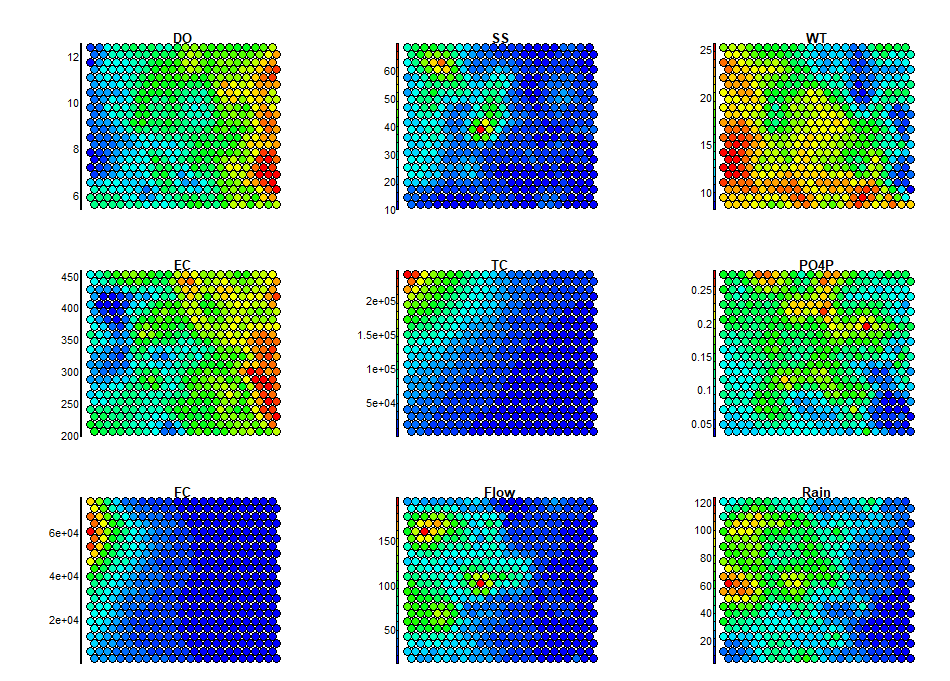 DO
12
10
8
6
SS
60
50
40
30
20
10
WT
25
20
15
10
EC
450
400
350
300
250
200
TC
2e+05
1.5e+05
1e+05
5e+04
PO4P
0.25
0.2
0.15
0.1
0.05
FC
6e+04
4e+04
2e+04
Flow
150
100
50
Rain
120
100
80
60
40
20